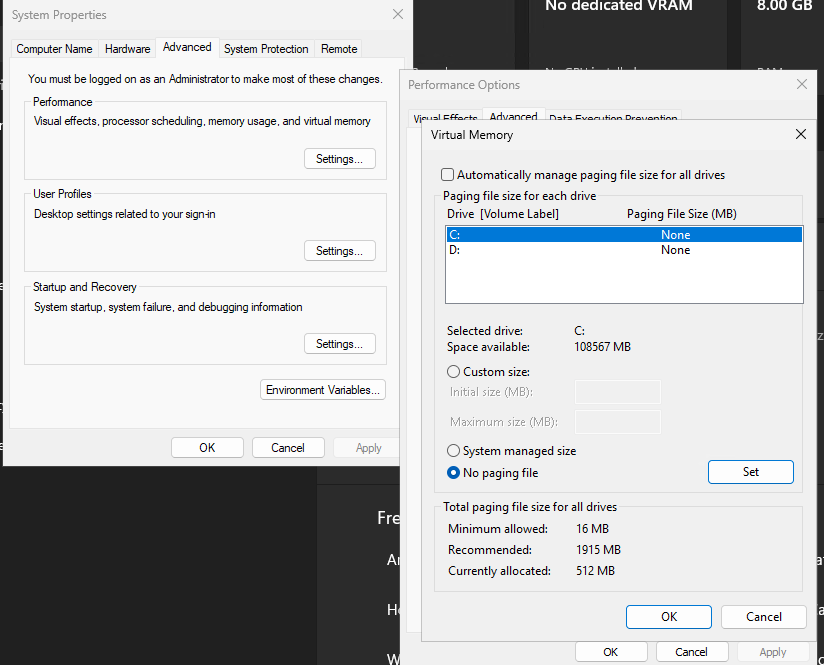 No dedicated VRAM
8.00 GB
System Properties
Computer Name
Hardware
Advanced
System Protection
Remote
You must be logged on as an Administrator to make most of these changes.
Performance
Visual effects, processor scheduling, memory usage, and virtual memory
Settings...
User Profiles
Desktop settings related to your sign-in
Settings...
Startup and Recovery
System startup, system failure, and debugging information
Settings...
Environment Variables...
OK
Cancel
Apply
Performance Options
Visual Effects
Advanced
Data Execution Prevention
Virtual Memory
Automatically manage paging file size for all drives
Paging file size for each drive
Drive [Volume Label]
Paging File Size (MB)
C:
None
D:
None
Selected drive:
C:
Space available:
108567 MB
Custom size:
Initial size (MB):
Maximum size (MB):
System managed size
No paging file
Set
Total paging file size for all drives
Minimum allowed:
16 MB
Recommended:
1915 MB
Currently allocated:
512 MB
OK
Cancel
OK
Cancel
Apply